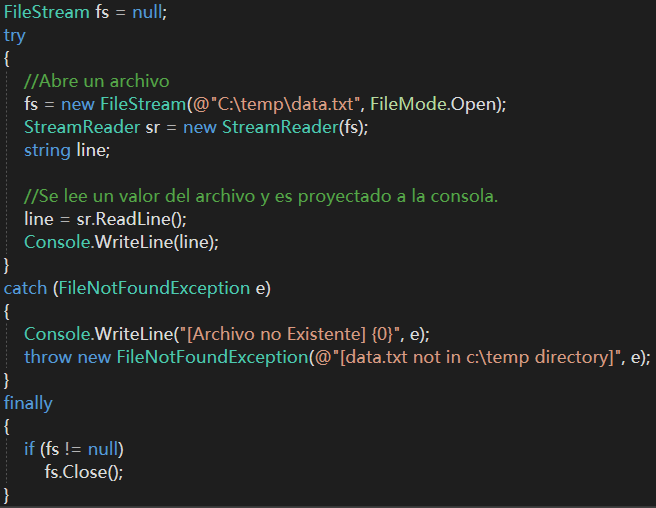 FileStream fs = null;
try
{
    //Abre un archivo
    fs = new FileStream(@"C:\temp\data.txt", FileMode.Open);
    StreamReader sr = new StreamReader(fs);
    string line;

    //Se lee un valor del archivo y es proyectado a la consola.
    line = sr.ReadLine();
    Console.WriteLine(line);
}
catch (FileNotFoundException e)
{
    Console.WriteLine("[Archivo no Existente] {0}", e);
    throw new FileNotFoundException(@"[data.txt not in c:\temp directory]", e);
}
finally
{
    if (fs != null)
        fs.Close();
}